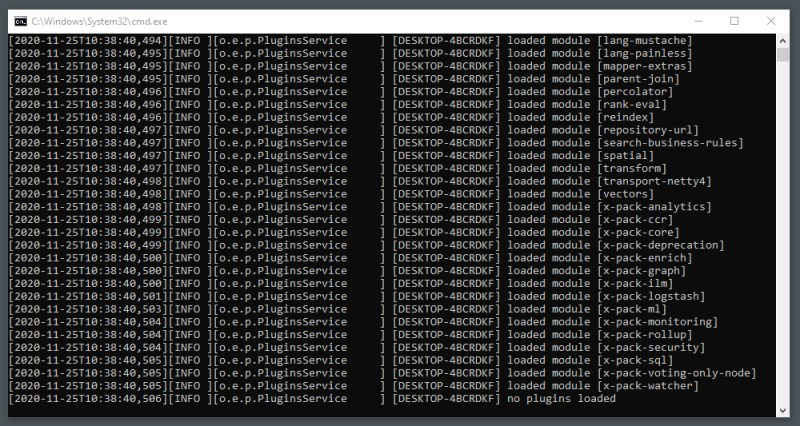 C:\Windows\System32\cmd.exe
[2020-11-25T10:38:40,494][INFO ][o.e.p.PluginsService     ] [DESKTOP-4BCRDKF] loaded module [lang-mustache]
[2020-11-25T10:38:40,495][INFO ][o.e.p.PluginsService     ] [DESKTOP-4BCRDKF] loaded module [lang-painless]
[2020-11-25T10:38:40,495][INFO ][o.e.p.PluginsService     ] [DESKTOP-4BCRDKF] loaded module [mapper-extras]
[2020-11-25T10:38:40,495][INFO ][o.e.p.PluginsService     ] [DESKTOP-4BCRDKF] loaded module [parent-join]
[2020-11-25T10:38:40,496][INFO ][o.e.p.PluginsService     ] [DESKTOP-4BCRDKF] loaded module [percolator]
[2020-11-25T10:38:40,496][INFO ][o.e.p.PluginsService     ] [DESKTOP-4BCRDKF] loaded module [rank-eval]
[2020-11-25T10:38:40,496][INFO ][o.e.p.PluginsService     ] [DESKTOP-4BCRDKF] loaded module [reindex]
[2020-11-25T10:38:40,497][INFO ][o.e.p.PluginsService     ] [DESKTOP-4BCRDKF] loaded module [repository-url]
[2020-11-25T10:38:40,497][INFO ][o.e.p.PluginsService     ] [DESKTOP-4BCRDKF] loaded module [search-business-rules]
[2020-11-25T10:38:40,497][INFO ][o.e.p.PluginsService     ] [DESKTOP-4BCRDKF] loaded module [spatial]
[2020-11-25T10:38:40,497][INFO ][o.e.p.PluginsService     ] [DESKTOP-4BCRDKF] loaded module [transform]
[2020-11-25T10:38:40,498][INFO ][o.e.p.PluginsService     ] [DESKTOP-4BCRDKF] loaded module [transport-netty4]
[2020-11-25T10:38:40,498][INFO ][o.e.p.PluginsService     ] [DESKTOP-4BCRDKF] loaded module [vectors]
[2020-11-25T10:38:40,498][INFO ][o.e.p.PluginsService     ] [DESKTOP-4BCRDKF] loaded module [x-pack-analytics]
[2020-11-25T10:38:40,499][INFO ][o.e.p.PluginsService     ] [DESKTOP-4BCRDKF] loaded module [x-pack-ccr]
[2020-11-25T10:38:40,499][INFO ][o.e.p.PluginsService     ] [DESKTOP-4BCRDKF] loaded module [x-pack-core]
[2020-11-25T10:38:40,499][INFO ][o.e.p.PluginsService     ] [DESKTOP-4BCRDKF] loaded module [x-pack-deprecation]
[2020-11-25T10:38:40,500][INFO ][o.e.p.PluginsService     ] [DESKTOP-4BCRDKF] loaded module [x-pack-enrich]
[2020-11-25T10:38:40,500][INFO ][o.e.p.PluginsService     ] [DESKTOP-4BCRDKF] loaded module [x-pack-graph]
[2020-11-25T10:38:40,500][INFO ][o.e.p.PluginsService     ] [DESKTOP-4BCRDKF] loaded module [x-pack-ilm]
[2020-11-25T10:38:40,501][INFO ][o.e.p.PluginsService     ] [DESKTOP-4BCRDKF] loaded module [x-pack-logstash]
[2020-11-25T10:38:40,503][INFO ][o.e.p.PluginsService     ] [DESKTOP-4BCRDKF] loaded module [x-pack-ml]
[2020-11-25T10:38:40,504][INFO ][o.e.p.PluginsService     ] [DESKTOP-4BCRDKF] loaded module [x-pack-monitoring]
[2020-11-25T10:38:40,504][INFO ][o.e.p.PluginsService     ] [DESKTOP-4BCRDKF] loaded module [x-pack-rollup]
[2020-11-25T10:38:40,504][INFO ][o.e.p.PluginsService     ] [DESKTOP-4BCRDKF] loaded module [x-pack-security]
[2020-11-25T10:38:40,505][INFO ][o.e.p.PluginsService     ] [DESKTOP-4BCRDKF] loaded module [x-pack-sql]
[2020-11-25T10:38:40,505][INFO ][o.e.p.PluginsService     ] [DESKTOP-4BCRDKF] loaded module [x-pack-voting-only-node]
[2020-11-25T10:38:40,505][INFO ][o.e.p.PluginsService     ] [DESKTOP-4BCRDKF] loaded module [x-pack-watcher]
[2020-11-25T10:38:40,506][INFO ][o.e.p.PluginsService     ] [DESKTOP-4BCRDKF] no plugins loaded